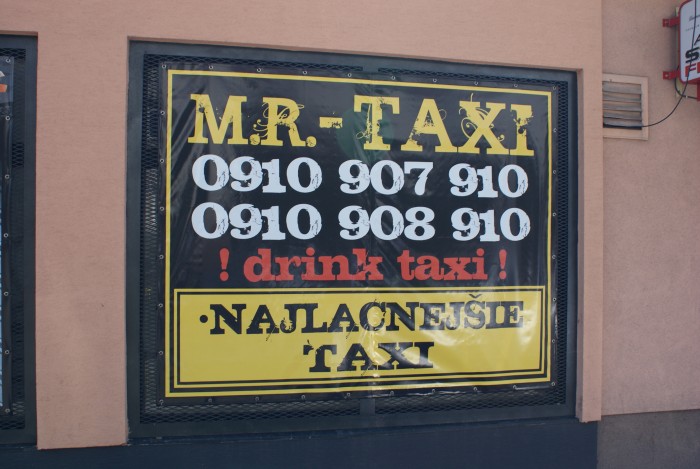 M.R.-TAXI
0910 907 910
0910 908 910
! drink taxi !
·NAJLACNEJŠIE·
TAXI